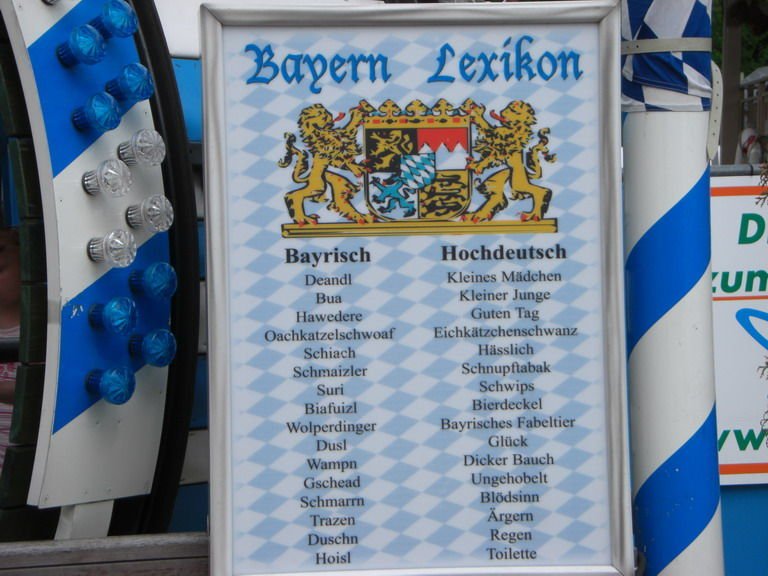 Bayern Lexikon
Bayrisch Hochdeutsch
Deandl Kleines Mädchen
Bua Kleiner Junge
Hawedere Guten Tag
Oachkatzelschwoaf Eichkätzchenschwanz
Schiach Hässlich
Schmaizler Schnupftabak
Suri Schwips
Biafuizl Bierdeckel
Wolperdinger Bayrisches Fabeltier
Dusl Glück
Wampn Dicker Bauch
Gschead Ungehobelt
Schmarrn Blödsinn
Trazen Ärgern
Duschn Regen
Hoisl Toilette
zum